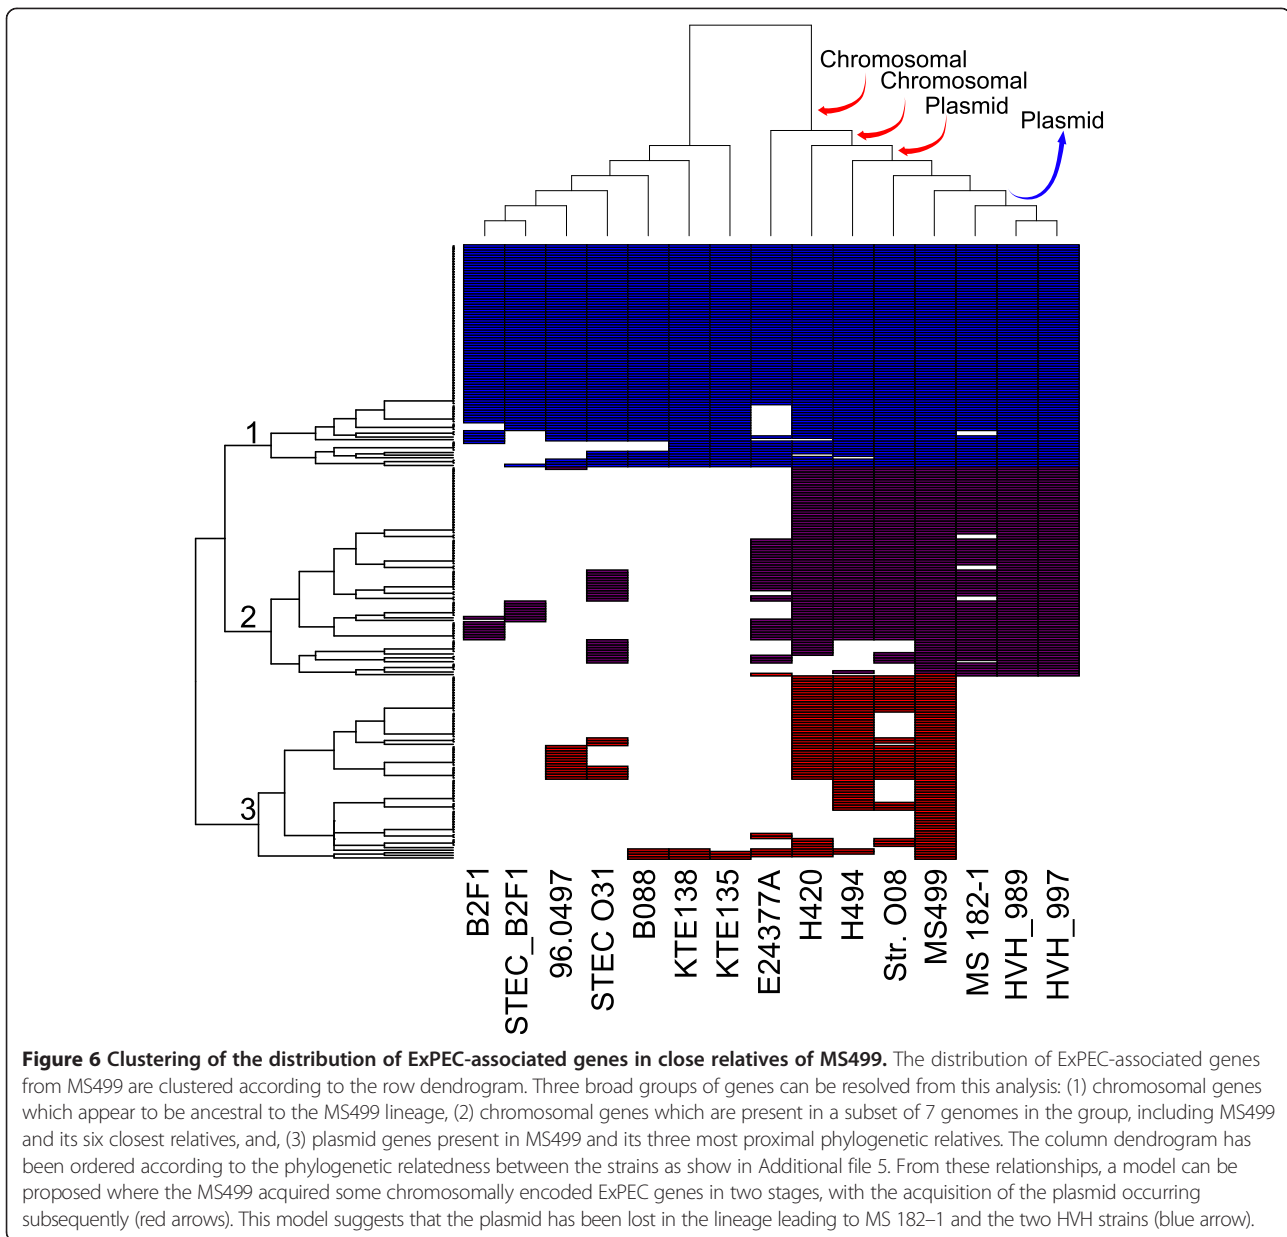 Chromosomal
Chromosomal
Plasmid
Plasmid
1
2
3
B2F1
STEC_B2F1
96.0497
STEC O31
B088
KTE138
KTE135
E24377A
H420
H494
Str. O08
MS499
MS 182-1
HVH_989
HVH_997
Figure 6 Clustering of the distribution of ExPEC-associated genes in close relatives of MS499. The distribution of ExPEC-associated genes
from MS499 are clustered according to the row dendrogram. Three broad groups of genes can be resolved from this analysis: (1) chromosomal genes
which appear to be ancestral to the MS499 lineage, (2) chromosomal genes which are present in a subset of 7 genomes in the group, including MS499
and its six closest relatives, and, (3) plasmid genes present in MS499 and its three most proximal phylogenetic relatives. The column dendrogram has
been ordered according to the phylogenetic relatedness between the strains as show in Additional file 5. From these relationships, a model can be
proposed where the MS499 acquired some chromosomally encoded ExPEC genes in two stages, with the acquisition of the plasmid occurring
subsequently (red arrows). This model suggests that the plasmid has been lost in the lineage leading to MS 182–1 and the two HVH strains (blue arrow).